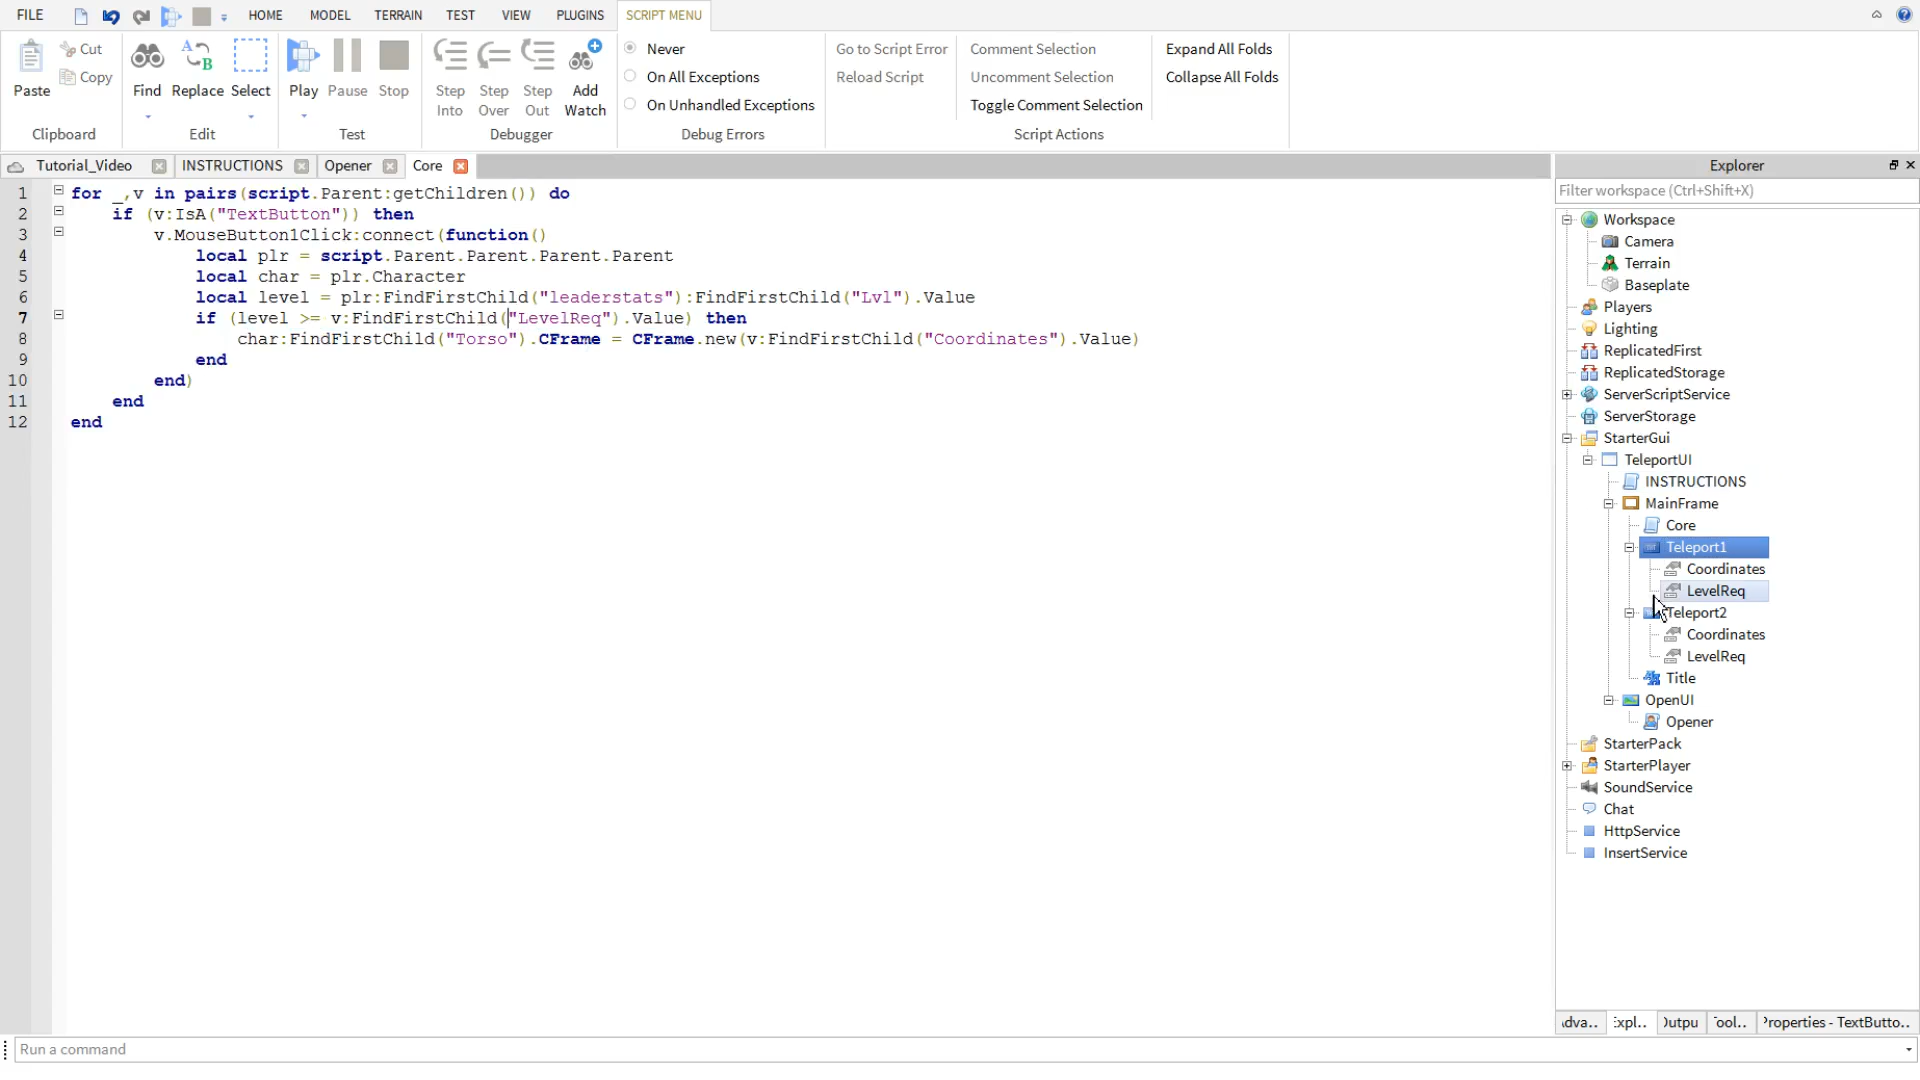 FILE HOME MODEL TERRAIN TEST VIEW PLUGINS SCRIPT MENU
Paste Cut Copy Find Replace Select Play Pause Stop Step Into Step Over Step Out Add Watch
Never
On All Exceptions
On Unhandled Exceptions
Go to Script Error
Reload Script
Comment Selection
Uncomment Selection
Toggle Comment Selection
Expand All Folds
Collapse All Folds
Clipboard Edit Test Debugger Debug Errors Script Actions
Tutorial_Video INSTRUCTIONS Opener Core
1 for _,v in pairs(script.Parent:getChildren()) do
2 if (v:IsA("TextButton")) then
3 v.MouseButton1Click:connect(function()
4 local plr = script.Parent.Parent.Parent.Parent
5 local char = plr.Character
6 local level = plr:FindFirstChild("leaderstats"):FindFirstChild("Lvl").Value
7 if (level >= v:FindFirstChild("LevelReq").Value) then
8 char:FindFirstChild("Torso").CFrame = CFrame.new(v:FindFirstChild("Coordinates").Value)
9 end
10 end)
11 end
12 end
Explorer
Filter workspace (Ctrl+Shift+X)
Workspace
Camera
Terrain
Baseplate
Players
Lighting
ReplicatedFirst
ReplicatedStorage
ServerScriptService
ServerStorage
StarterGui
TeleportUI
INSTRUCTIONS
MainFrame
Core
Teleport1
Coordinates
LevelReq
Teleport2
Coordinates
LevelReq
Title
OpenUI
Opener
StarterPack
StarterPlayer
SoundService
Chat
HttpService
InsertService
Expl... Properties - TextButto...
Run a command